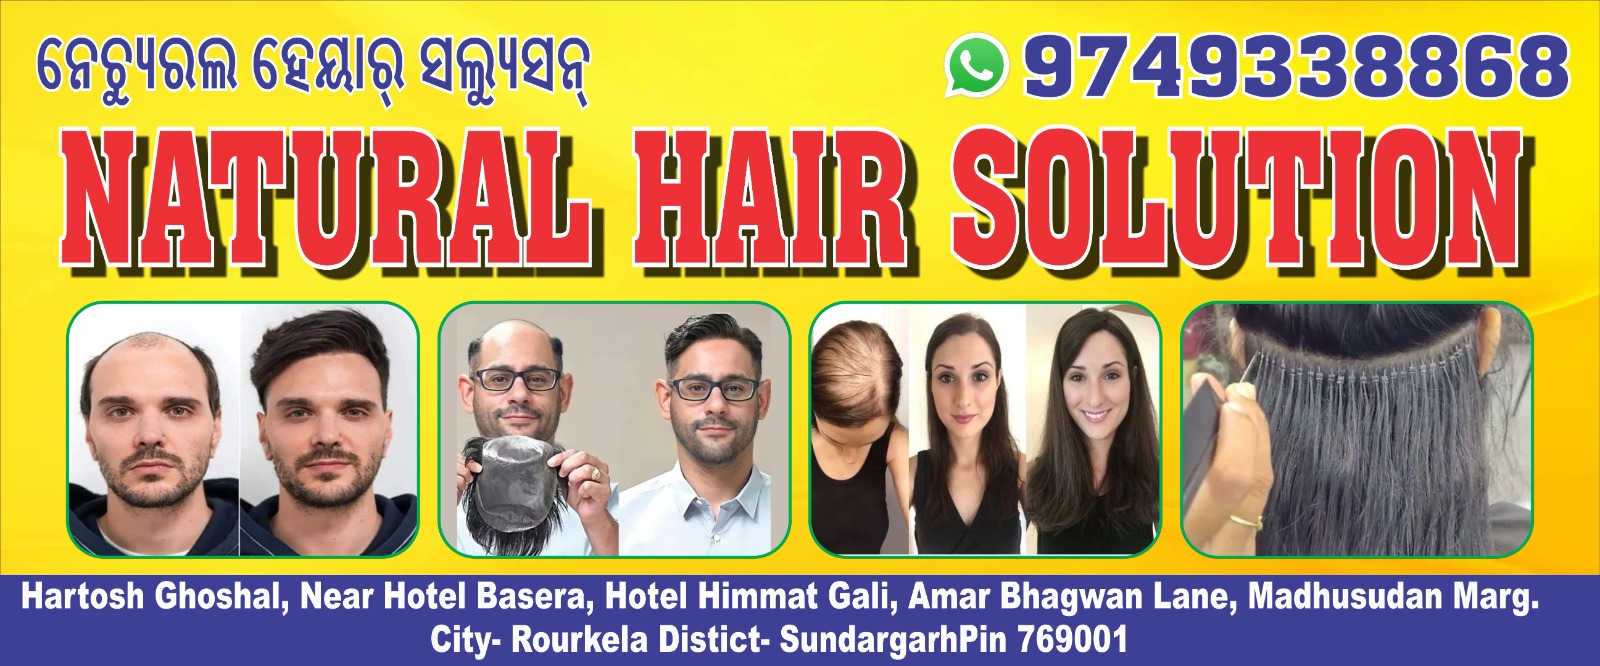 ନେଚ୍ୟୁରଲ ହେୟାର୍ ସଲ୍ୟୁସନ୍
9749338868
NATURAL HAIR SOLUTION
Hartosh Ghoshal, Near Hotel Basera, Hotel Himmat Gali, Amar Bhagwan Lane, Madhusudan Marg.
City- Rourkela Distict- SundargarhPin 769001